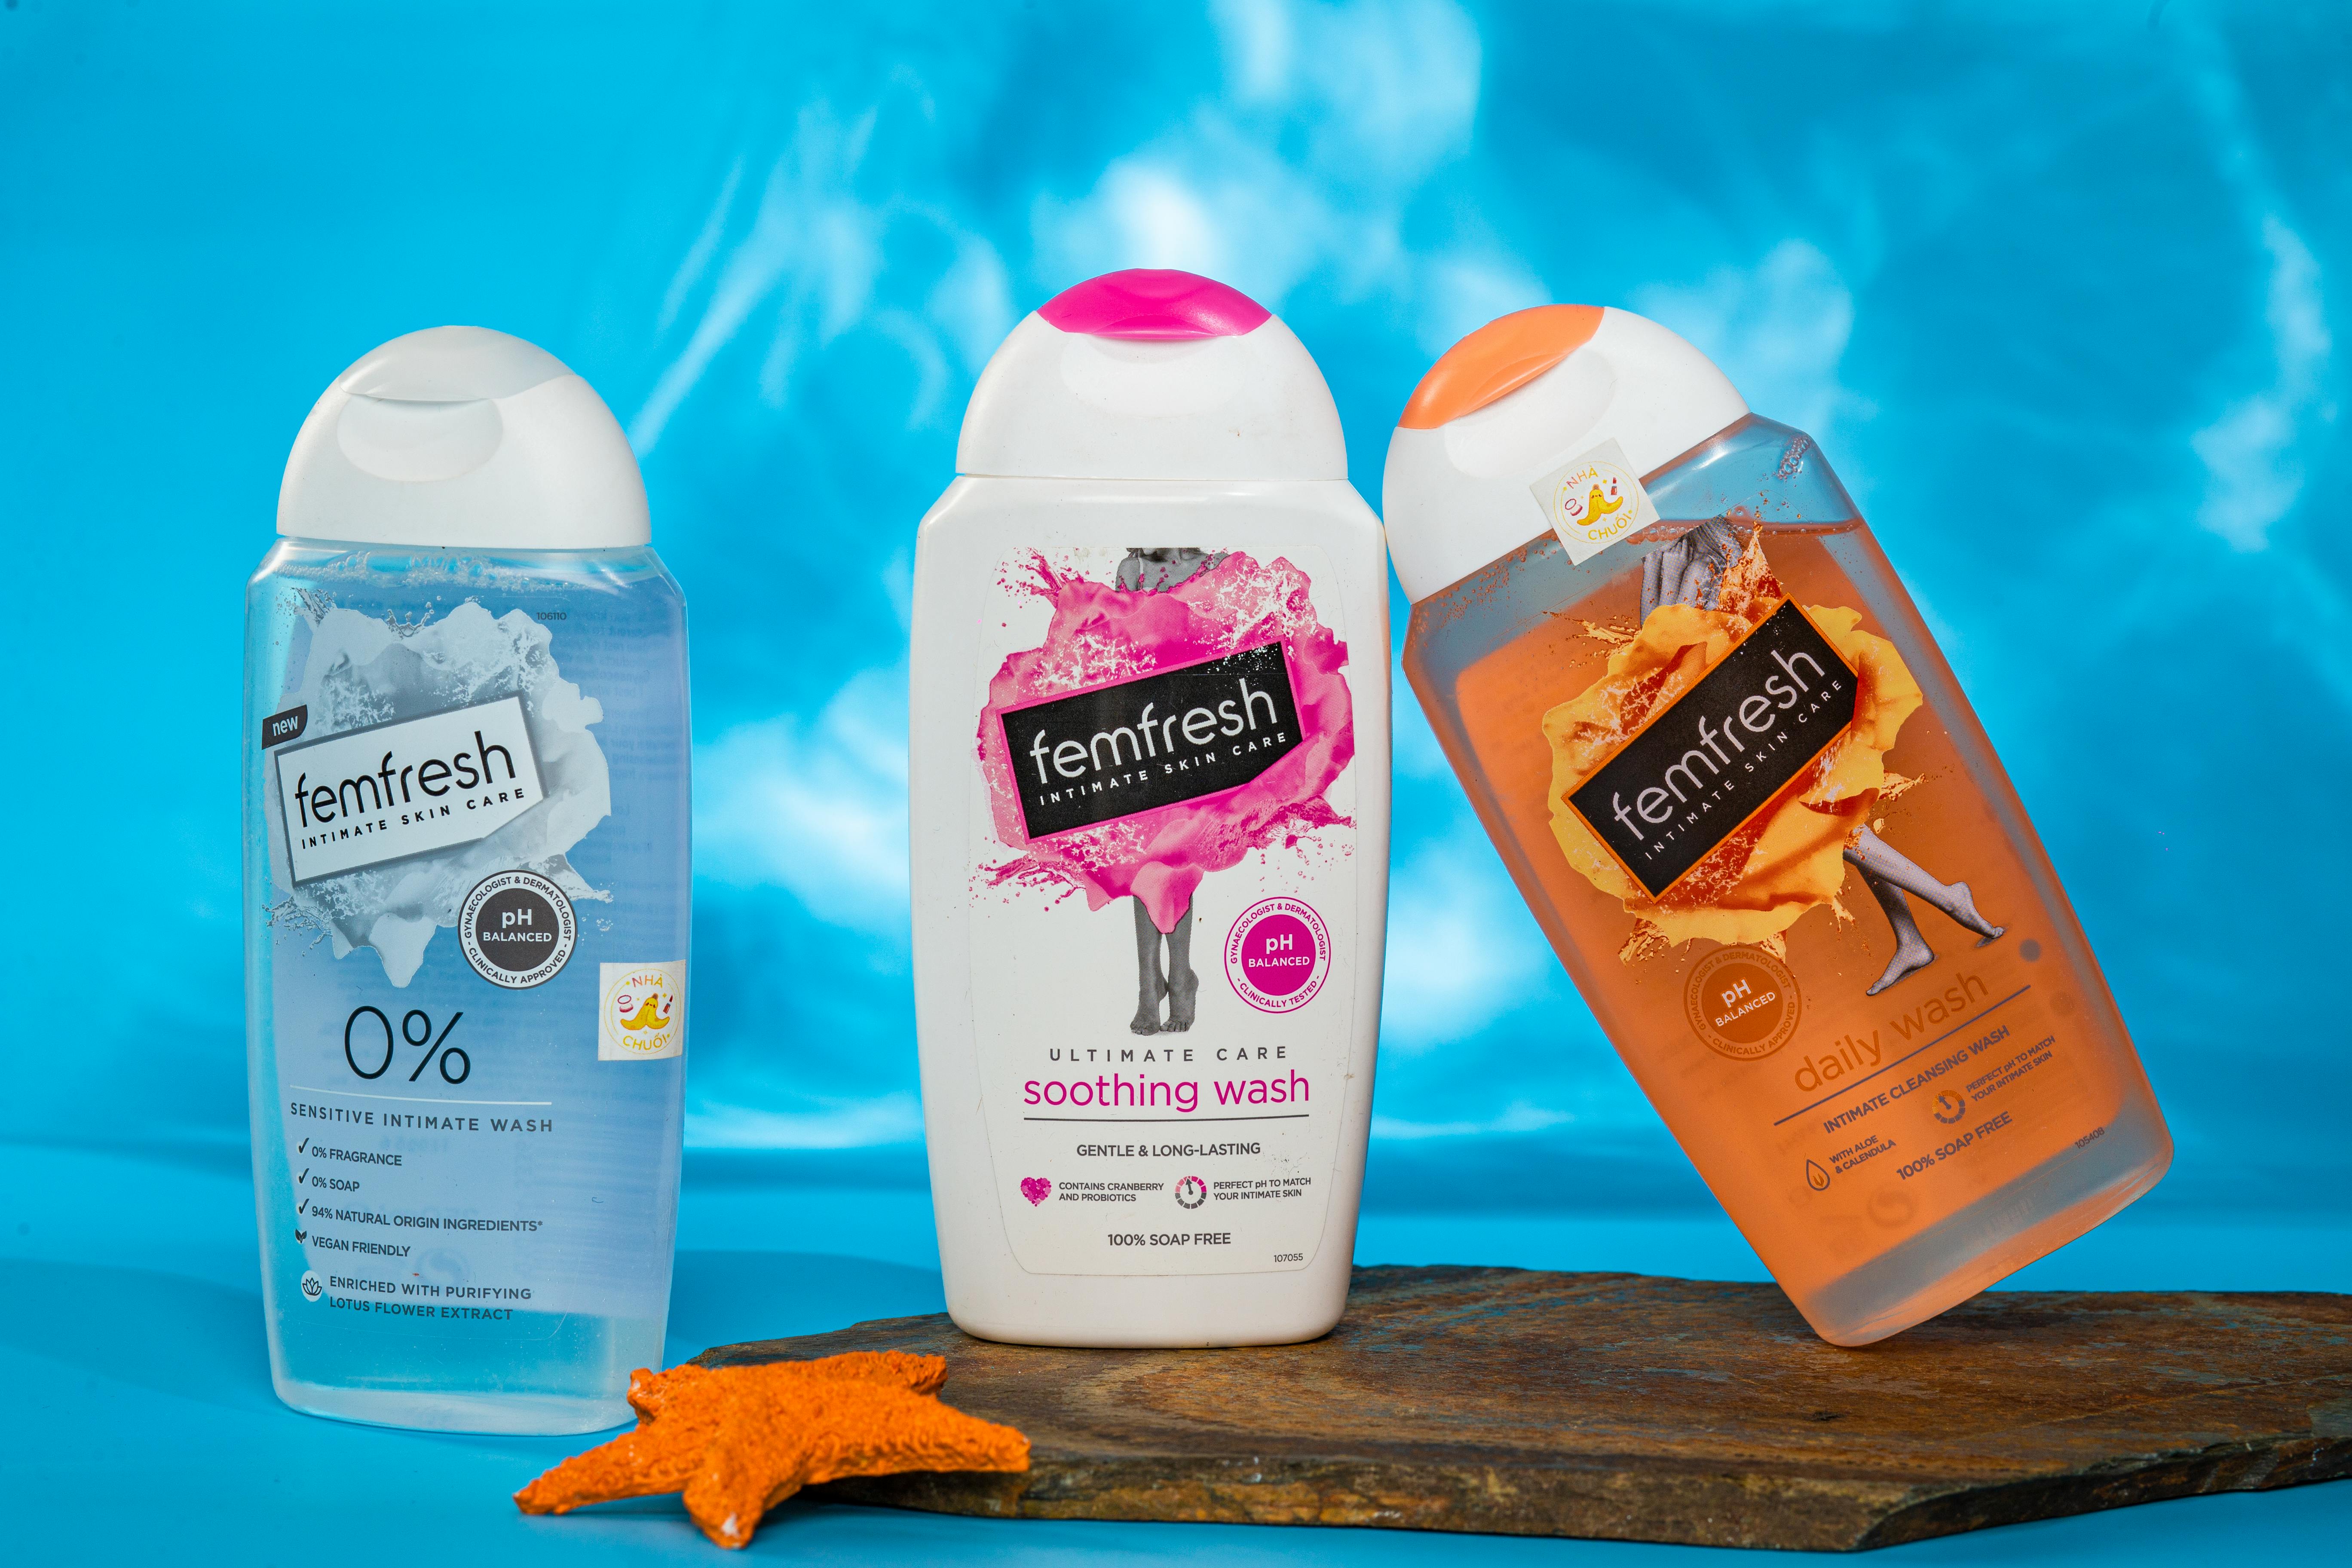 106110
new
femfresh
INTIMATE SKIN CARE
GYNAECOLOGIST & DERMATOLOGIST
pH
BALANCED
- CLINICALLY APPROVED -
NHÀ
CHUỐI
0%
SENSITIVE INTIMATE WASH
0% FRAGRANCE
0% SOAP
94% NATURAL ORIGIN INGREDIENTS*
VEGAN FRIENDLY
ENRICHED WITH PURIFYING
LOTUS FLOWER EXTRACT
femfresh
INTIMATE SKIN CARE
GYNAECOLOGIST & DERMATOLOGIST
pH
BALANCED
- CLINICALLY TESTED -
ULTIMATE CARE
soothing wash
GENTLE & LONG-LASTING
CONTAINS CRANBERRY
AND PROBIOTICS
PERFECT pH TO MATCH
YOUR INTIMATE SKIN
100% SOAP FREE
107055
NHÀ
CHUỐI
femfresh
INTIMATE SKIN CARE
GYNAECOLOGIST & DERMATOLOGIST
pH
BALANCED
- CLINICALLY APPROVED -
daily wash
INTIMATE CLEANSING WASH
WITH ALOE
& CALENDULA
PERFECT pH TO MATCH
YOUR INTIMATE SKIN
100% SOAP FREE
105408